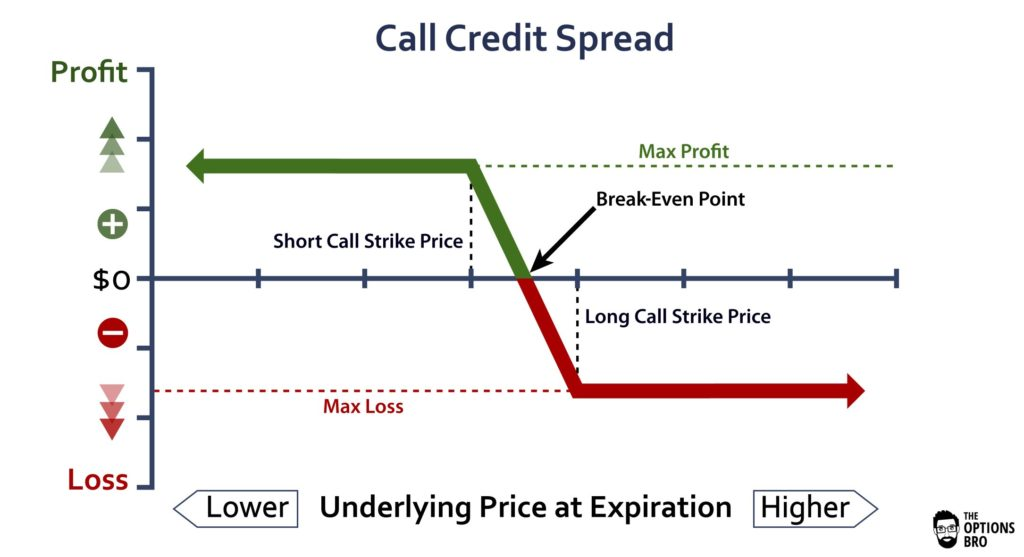 Call Credit Spread
Profit
Max Profit
Break-Even Point
Short Call Strike Price
$0
Long Call Strike Price
Max Loss
Loss
Lower
Underlying Price at Expiration
Higher
THE
OPTIONS
BRO